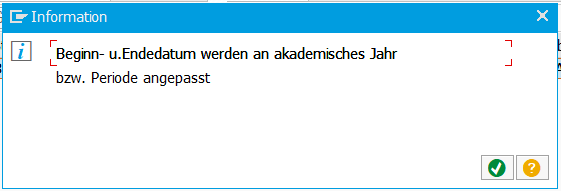 Information
Beginn- u.Endedatum werden an akademisches Jahr
bzw. Periode angepasst